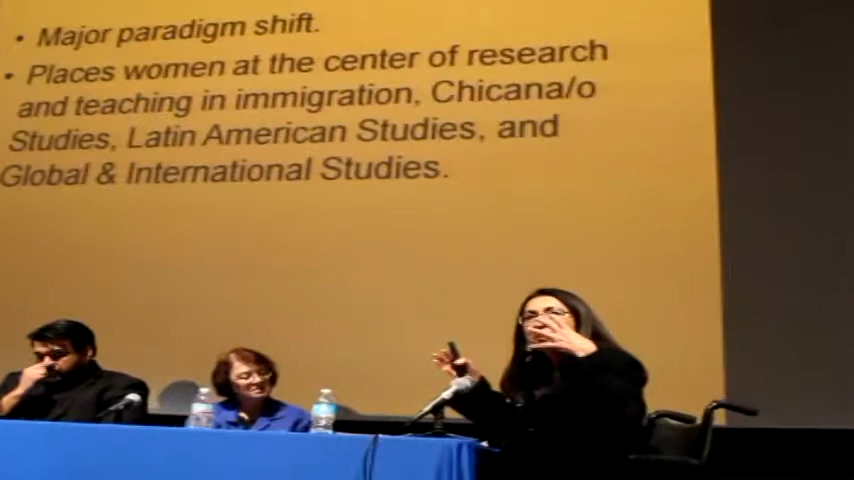 • Major paradigm shift.
• Places women at the center of research
and teaching in immigration, Chicana/o
Studies, Latin American Studies, and
Global & International Studies.